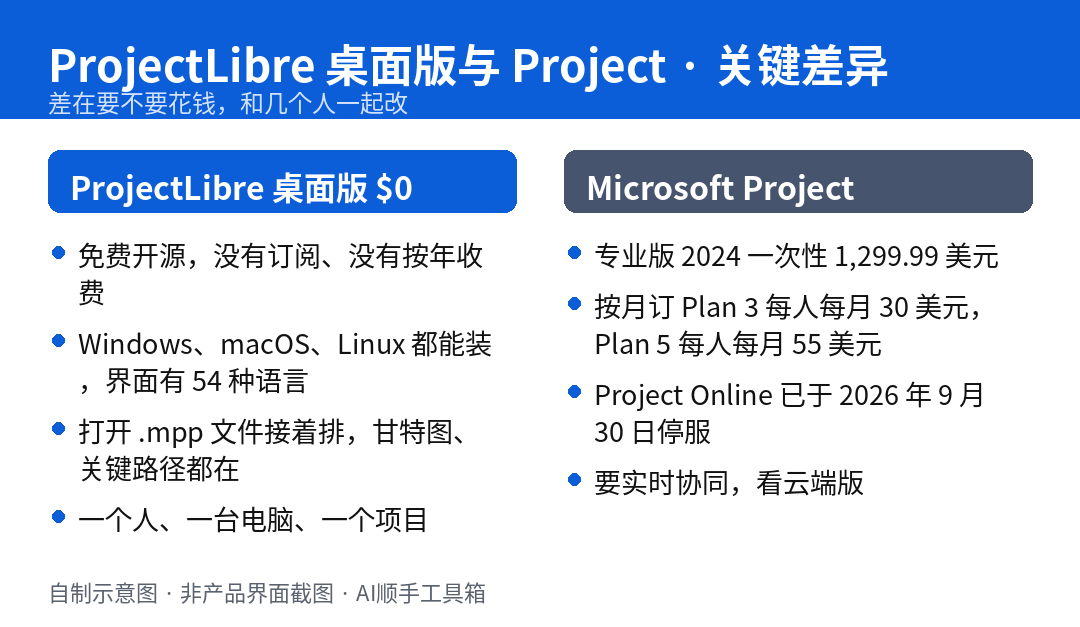 ProjectLibre 桌面版与 Project · 关键差异
差在要不要花钱，和几个人一起改
ProjectLibre 桌面版 $0
免费开源，没有订阅、没有按年收
费
Windows、macOS、Linux 都能装
，界面有 54 种语言
打开 .mpp 文件接着排，甘特图、
关键路径都在
一个人、一台电脑、一个项目
Microsoft Project
专业版 2024 一次性 1,299.99 美元
按月订 Plan 3 每人每月 30 美元，
Plan 5 每人每月 55 美元
Project Online 已于 2026 年 9 月
30 日停服
要实时协同，看云端版
自制示意图 · 非产品界面截图 · AI顺手工具箱